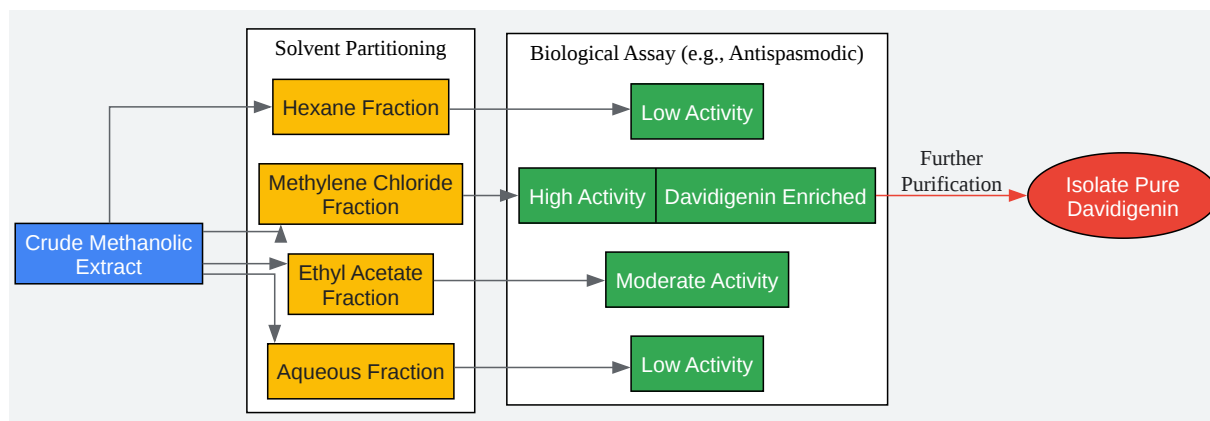 Solvent Partitioning
Biological Assay (e.g., Antispasmodic)
Crude Methanolic
Extract
Hexane Fraction
Low Activity
Methylene Chloride
Fraction
High Activity
Davidigenin Enriched
Further
Purification
Isolate Pure
Davidigenin
Ethyl Acetate
Fraction
Moderate Activity
Aqueous Fraction
Low Activity